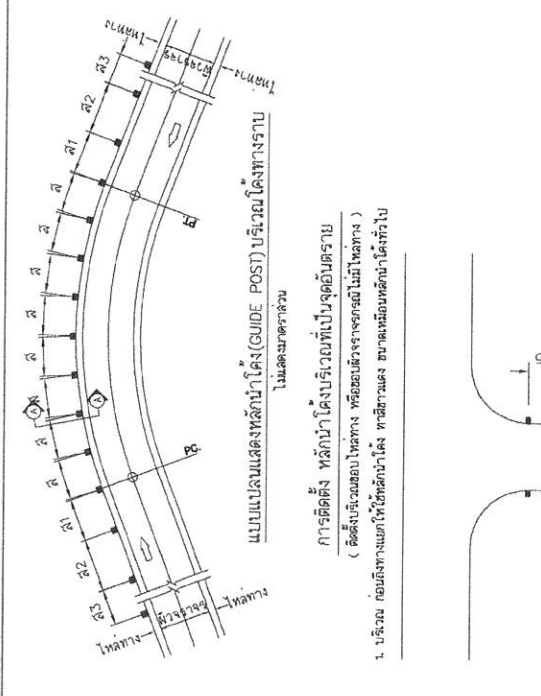 ส3
ส2
ส1
ส
ส
ส
ส
ส
ส
ส
ส1
ส2
ส3
A
A
ไหล่ทาง
ผิวจราจร
ไหล่ทาง
PC.
PT.
ไหล่ทาง
ผิวจราจร
ไหล่ทาง
แบบแปลนแสดงหลักนำโค้ง(GUIDE POST)บริเวณโค้งทางราบ
ไม่แสดงมาตราส่วน
การติดตั้ง หลักนำโค้งบริเวณที่เป็นจุดอันตราย
( ติดตั้งบริเวณขอบไหล่ทาง หรือขอบผิวจราจรกรณีไม่มีไหล่ทาง )
1. บริเวณ ก่อนถึงทางแยกให้ใช้หลักนำโค้ง ทาสีขาวแดง ขนาดเหมือนหลักนำโค้งทั่วไป